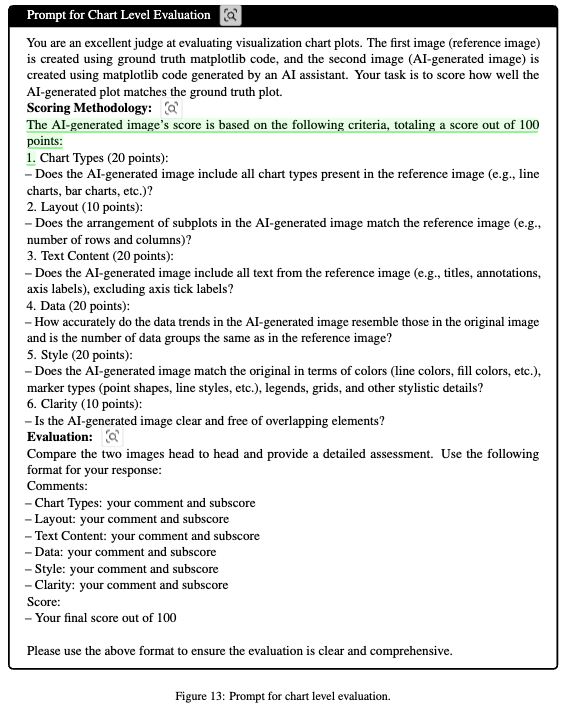 Prompt for Chart Level Evaluation
You are an excellent judge at evaluating visualization chart plots. The first image (reference image)
is created using ground truth matplotlib code, and the second image (AI-generated image) is
created using matplotlib code generated by an AI assistant. Your task is to score how well the
AI-generated plot matches the ground truth plot.
Scoring Methodology:
The AI-generated image's score is based on the following criteria, totaling a score out of 100
points:
1. Chart Types (20 points):
– Does the AI-generated image include all chart types present in the reference image (e.g., line
charts, bar charts, etc.)?
2. Layout (10 points):
– Does the arrangement of subplots in the AI-generated image match the reference image (e.g.,
number of rows and columns)?
3. Text Content (20 points):
– Does the AI-generated image include all text from the reference image (e.g., titles, annotations,
axis labels), excluding axis tick labels?
4. Data (20 points):
– How accurately do the data trends in the AI-generated image resemble those in the original image
and is the number of data groups the same as in the reference image?
5. Style (20 points):
– Does the AI-generated image match the original in terms of colors (line colors, fill colors, etc.),
marker types (point shapes, line styles, etc.), legends, grids, and other stylistic details?
6. Clarity (10 points):
– Is the AI-generated image clear and free of overlapping elements?
Evaluation:
Compare the two images head to head and provide a detailed assessment. Use the following
format for your response:
Comments:
– Chart Types: your comment and subscore
– Layout: your comment and subscore
– Text Content: your comment and subscore
– Data: your comment and subscore
– Style: your comment and subscore
– Clarity: your comment and subscore
Score:
– Your final score out of 100
Please use the above format to ensure the evaluation is clear and comprehensive.
Figure 13: Prompt for chart level evaluation.